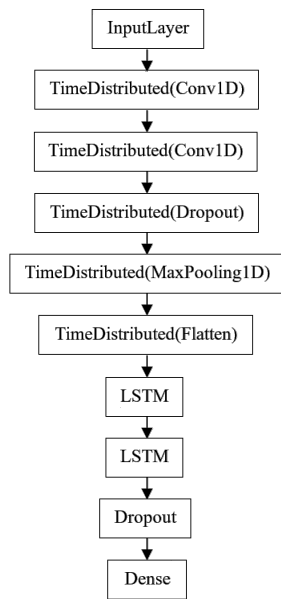 InputLayer
TimeDistributed(Conv1D)
TimeDistributed(Conv1D)
TimeDistributed(Dropout)
TimeDistributed(MaxPooling1D)
TimeDistributed(Flatten)
LSTM
LSTM
Dropout
Dense